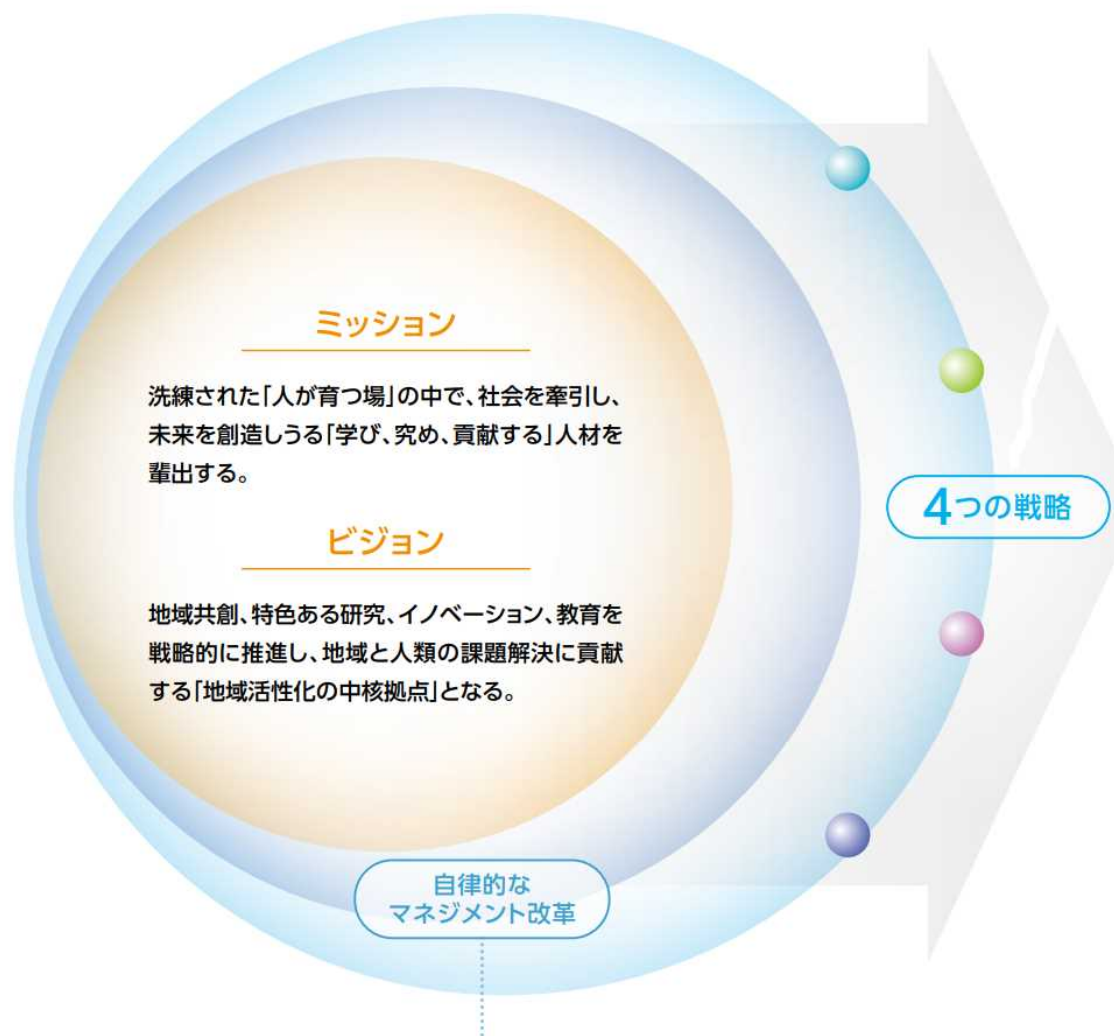 ミッション
洗練された「人が育つ場」の中で、社会を牽引し、
未来を創造しうる「学び、究め、貢献する」人材を
輩出する。
ビジョン
地域共創、特色ある研究、イノベーション、教育を
戦略的に推進し、地域と人類の課題解決に貢献
する「地域活性化の中核拠点」となる。
4つの戦略
自律的な
マネジメント改革